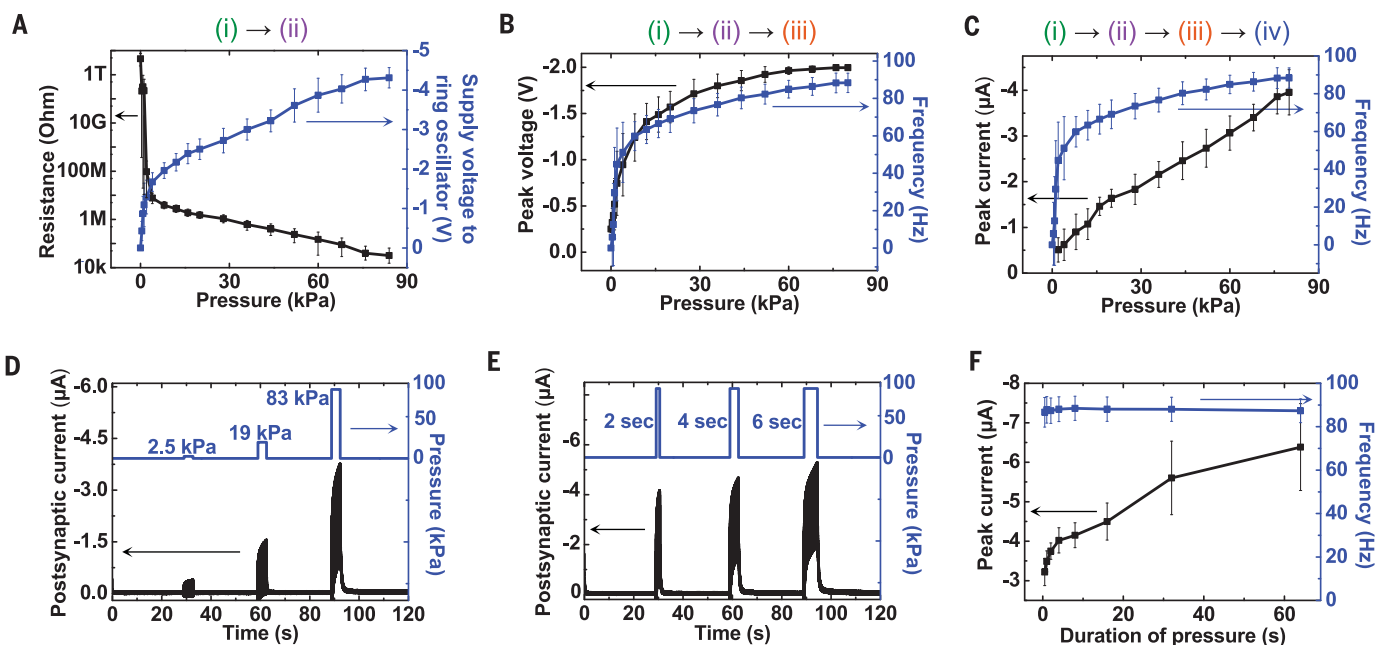 A
(i) → (ii)
Resistance (Ohm)
1T
10G
100M
1M
10k
0 30 60 90
Pressure (kPa)
-5
-4
-3
-2
-1
0
Supply voltage to
ring oscillator (V)
B
(i) → (ii) → (iii)
Peak voltage (V)
-2.0
-1.5
-1.0
-0.5
0.0
0 30 60 90
Pressure (kPa)
100
80
60
40
20
0
Frequency (Hz)
C
(i) → (ii) → (iii) → (iv)
Peak current (µA)
-4
-3
-2
-1
0
0 30 60 90
Pressure (kPa)
100
80
60
40
20
0
Frequency (Hz)
D
Postsynaptic current (µA)
-6.0
-4.5
-3.0
-1.5
0.0
2.5 kPa
19 kPa
83 kPa
0 20 40 60 80 100 120
Time (s)
100
50
0
Pressure (kPa)
E
Postsynaptic current (µA)
-8
-6
-4
-2
0
2 sec
4 sec
6 sec
0 20 40 60 80 100 120
Time (s)
100
50
0
Pressure (kPa)
F
Peak current (µA)
-8
-7
-6
-5
-4
-3
0 20 40 60
Duration of pressure (s)
100
80
60
40
20
0
Frequency (Hz)